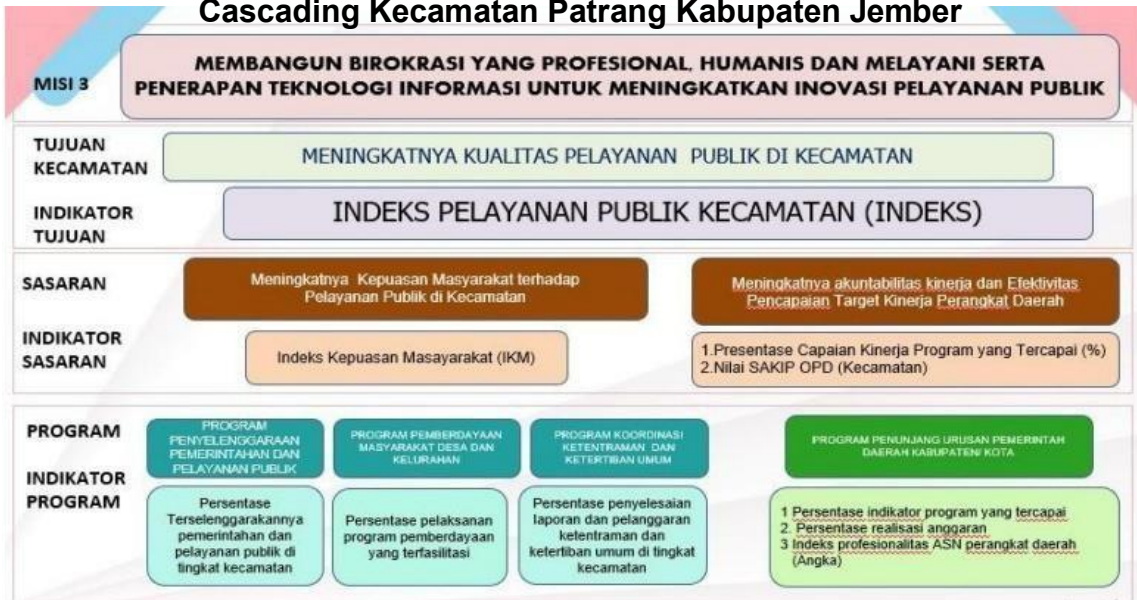 Cascading Kecamatan Patrang Kabupaten Jember
MISI 3
MEMBANGUN BIROKRASI YANG PROFESIONAL, HUMANIS DAN MELAYANI SERTA
PENERAPAN TEKNOLOGI INFORMASI UNTUK MENINGKATKAN INOVASI PELAYANAN PUBLIK
TUJUAN
KECAMATAN
MENINGKATNYA KUALITAS PELAYANAN PUBLIK DI KECAMATAN
INDIKATOR
TUJUAN
INDEKS PELAYANAN PUBLIK KECAMATAN (INDEKS)
SASARAN
Meningkatnya Kepuasan Masyarakat terhadap
Pelayanan Publik di Kecamatan
Meningkatnya akuntabilitas kinerja dan Efektivitas
Pencapaian Target Kinerja Perangkat Daerah
INDIKATOR
SASARAN
Indeks Kepuasan Masayarakat (IKM)
1.Presentase Capaian Kinerja Program yang Tercapai (%)
2.Nilai SAKIP OPD (Kecamatan)
PROGRAM
PROGRAM
PENYELENGGARAAN
PEMERINTAHAN DAN
PELAYANAN PUBLIK
PROGRAM PEMBERDAYAAN
MASYARAKAT DESA DAN
KELURAHAN
PROGRAM KOORDINASI
KETENTRAMAN DAN
KETERTIBAN UMUM
PROGRAM PENUNJANG URUSAN PEMERINTAH
DAERAH KABUPATEN/ KOTA
INDIKATOR
PROGRAM
Persentase
Terselenggarakannya
pemerintahan dan
pelayanan publik di
tingkat kecamatan
Persentase pelaksanan
program pemberdayaan
yang terfasilitasi
Persentase penyelesaian
laporan dan pelanggaran
ketentraman dan
ketertiban umum di tingkat
kecamatan
1 Persentase indikator program yang tercapai
2. Persentase realisasi anggaran
3 Indeks profesionalitas ASN perangkat daerah
(Angka)